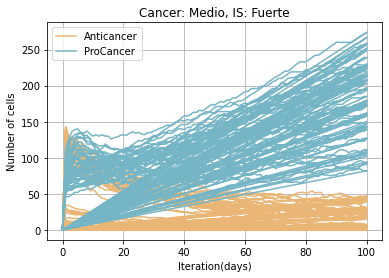 Cancer: Medio, IS: Fuerte
Anticancer
ProCancer
Number of cells
250
200
150
100
50
0
0 20 40 60 80 100
Iteration(days)